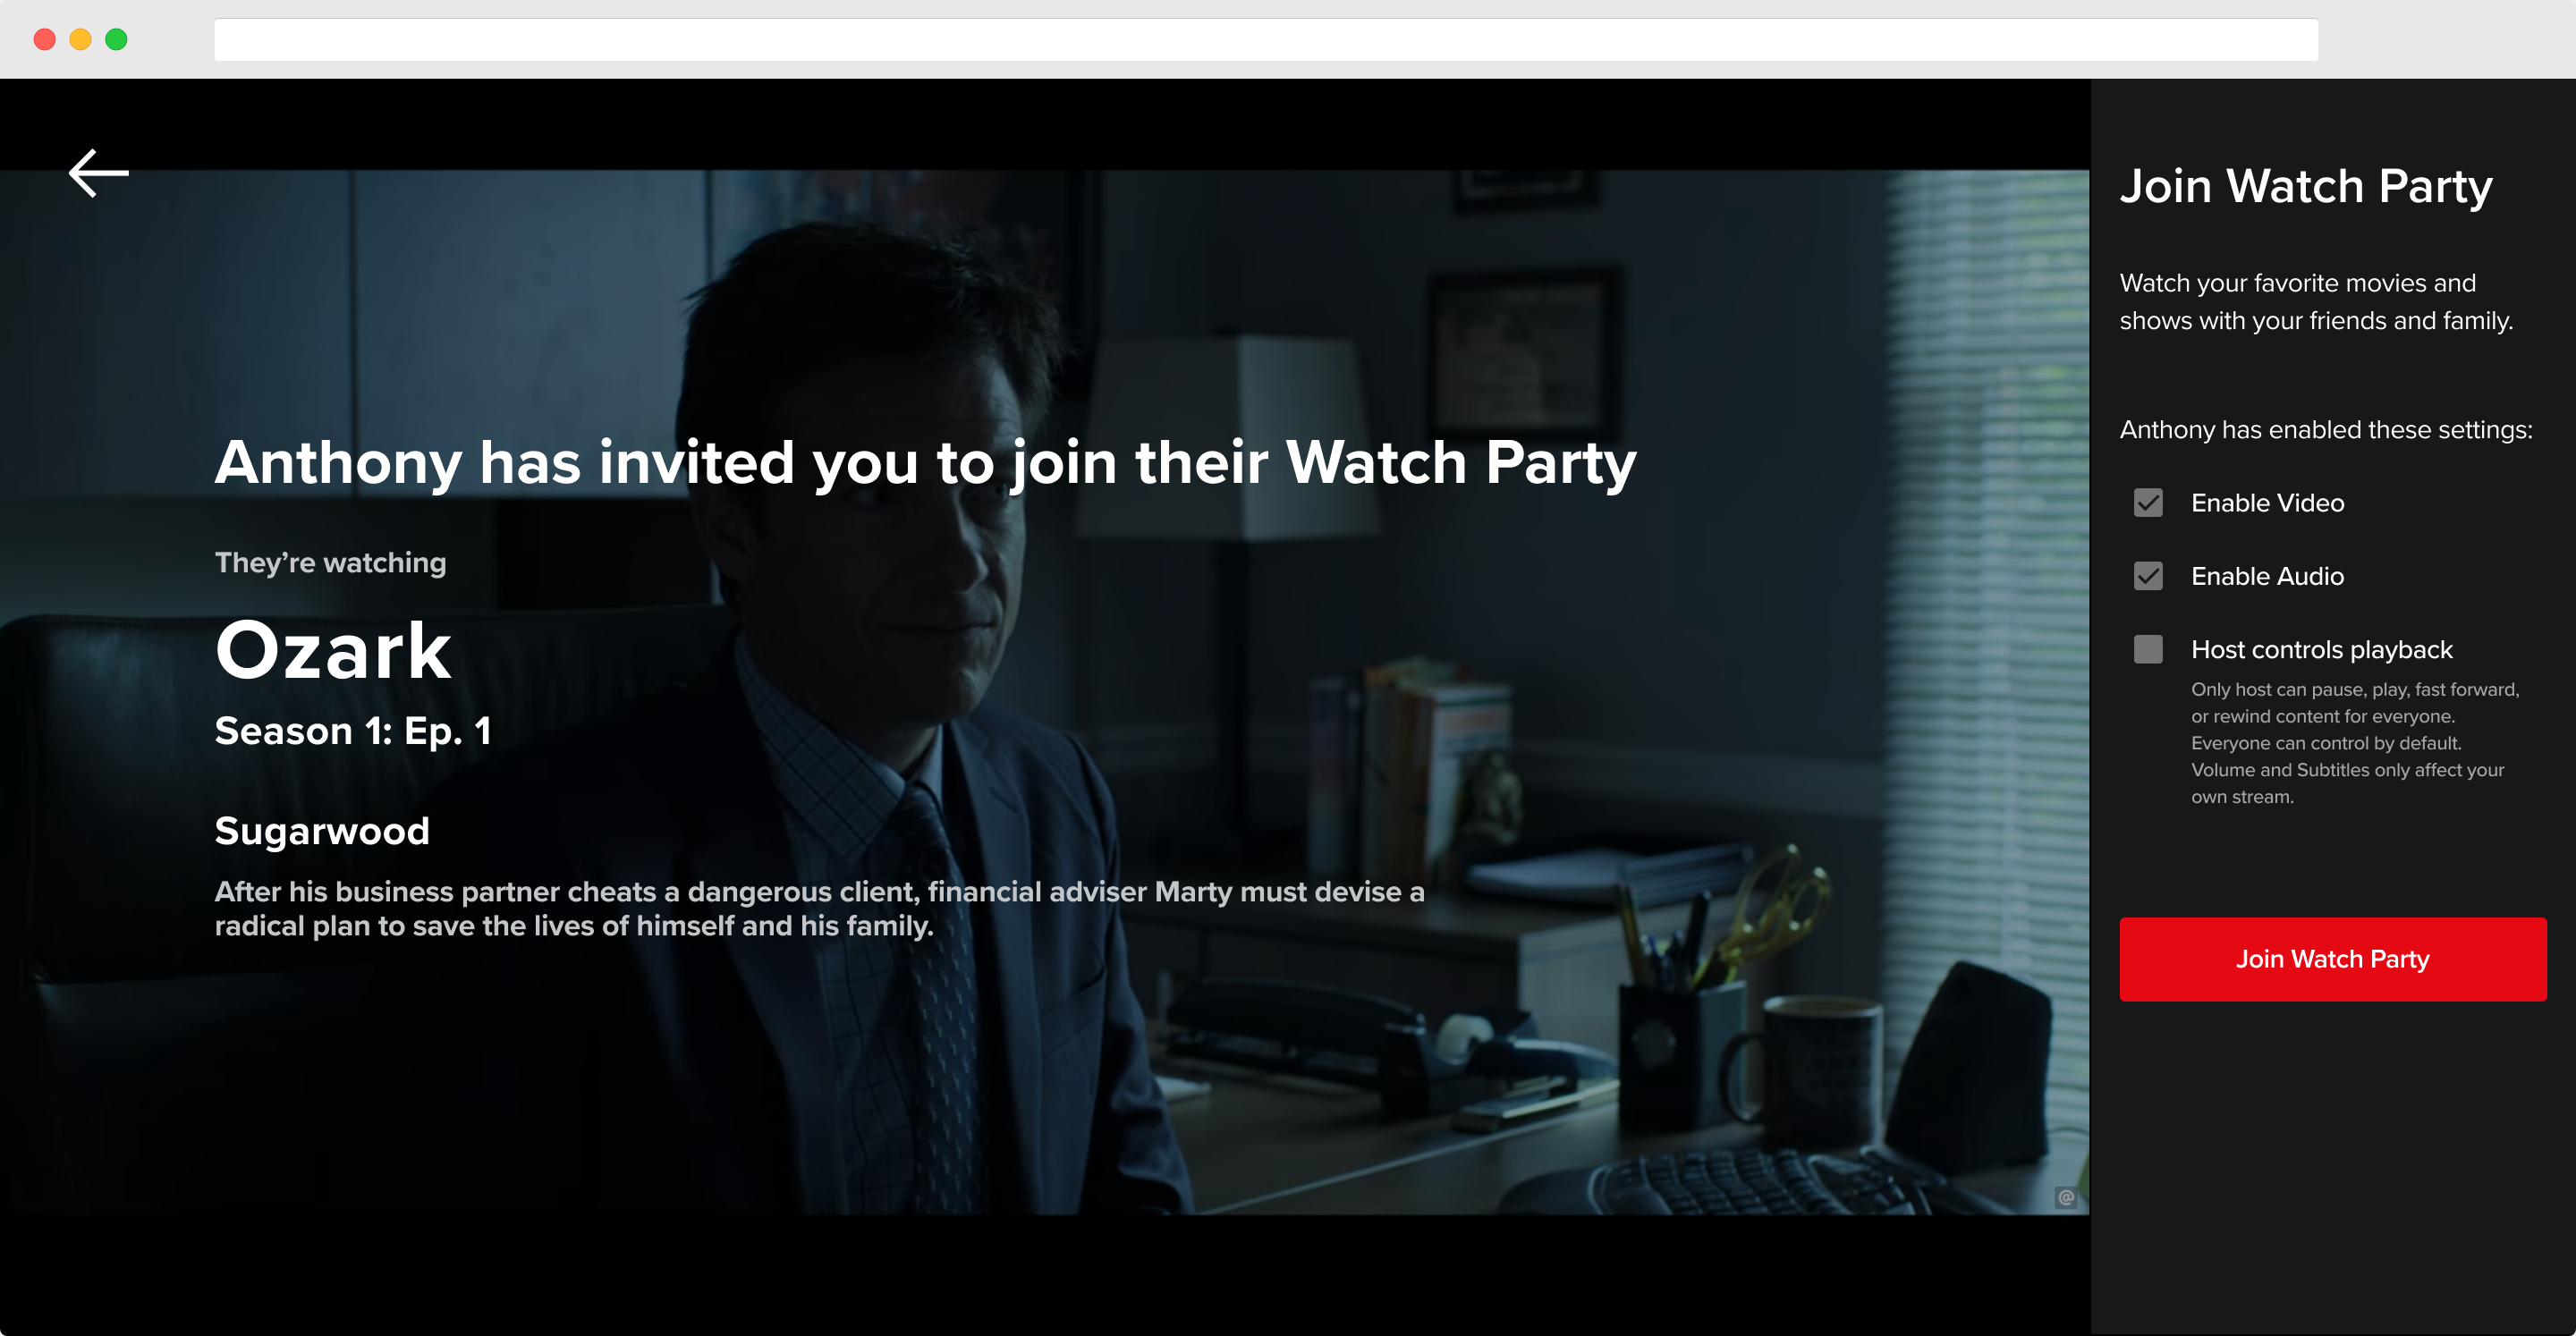 Anthony has invited you to join their Watch Party
They’re watching
Ozark
Season 1: Ep. 1
Sugarwood
After his business partner cheats a dangerous client, financial adviser Marty must devise a
radical plan to save the lives of himself and his family.
@
Join Watch Party
Watch your favorite movies and
shows with your friends and family.
Anthony has enabled these settings:
Enable Video
Enable Audio
Host controls playback
Only host can pause, play, fast forward,
or rewind content for everyone.
Everyone can control by default.
Volume and Subtitles only affect your
own stream.
Join Watch Party